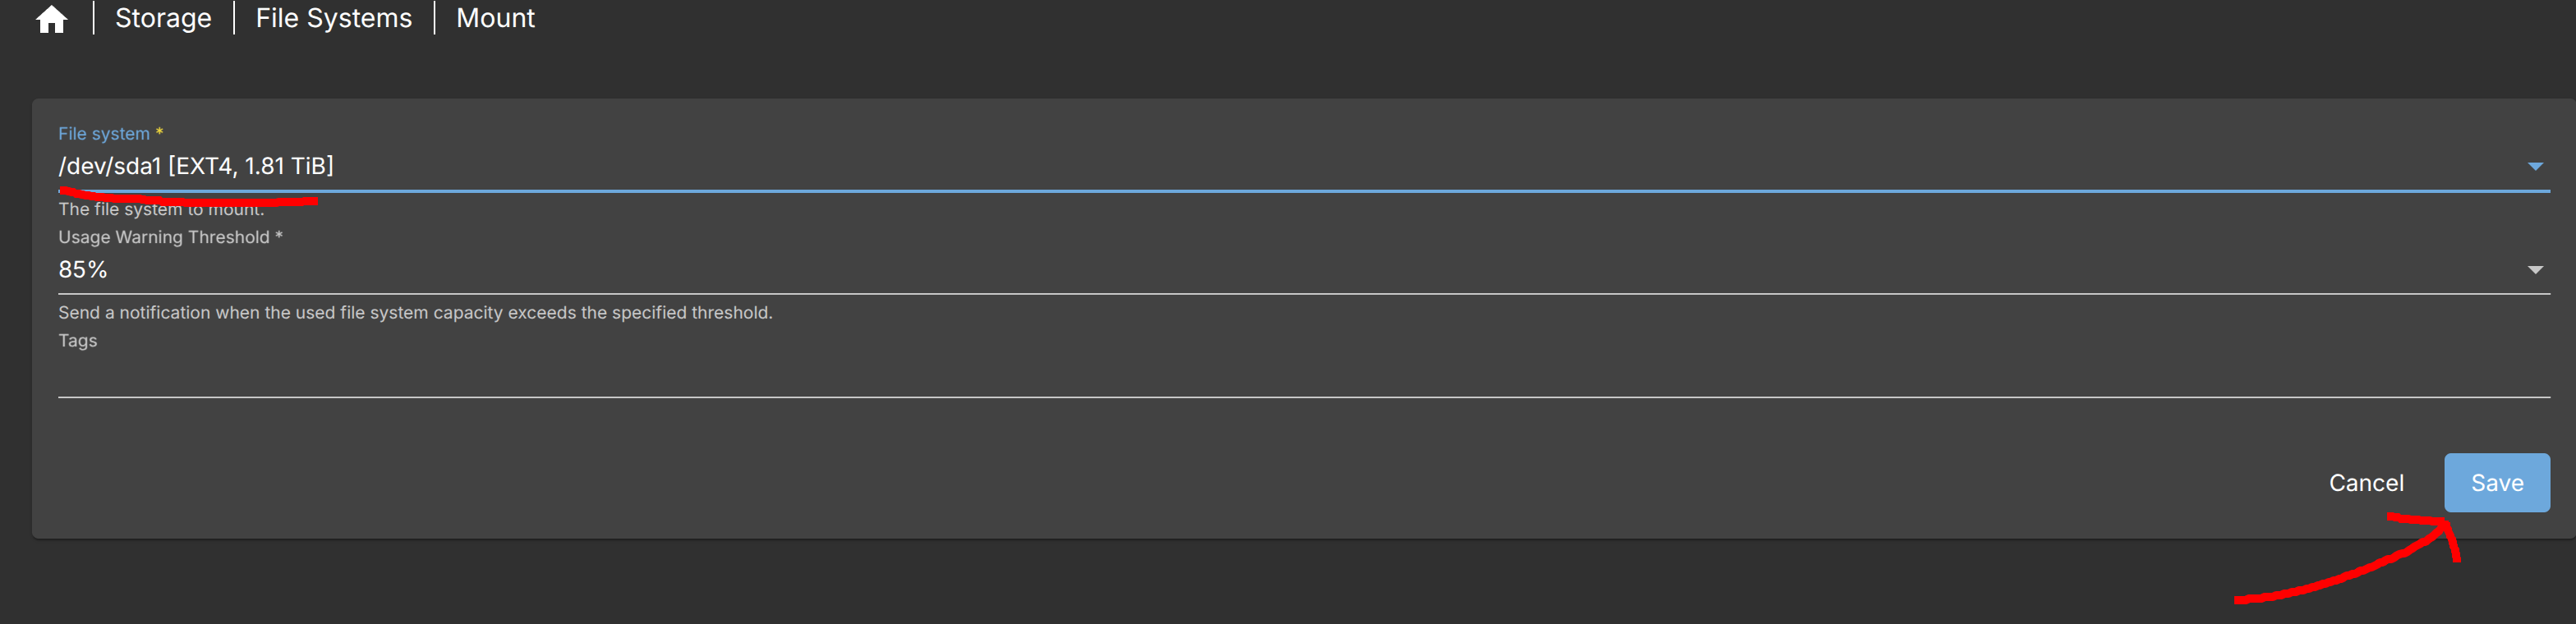 Storage | File Systems | Mount
File system *
/dev/sda1 [EXT4, 1.81 TiB]
The file system to mount.
Usage Warning Threshold *
85%
Send a notification when the used file system capacity exceeds the specified threshold.
Tags
Cancel Save